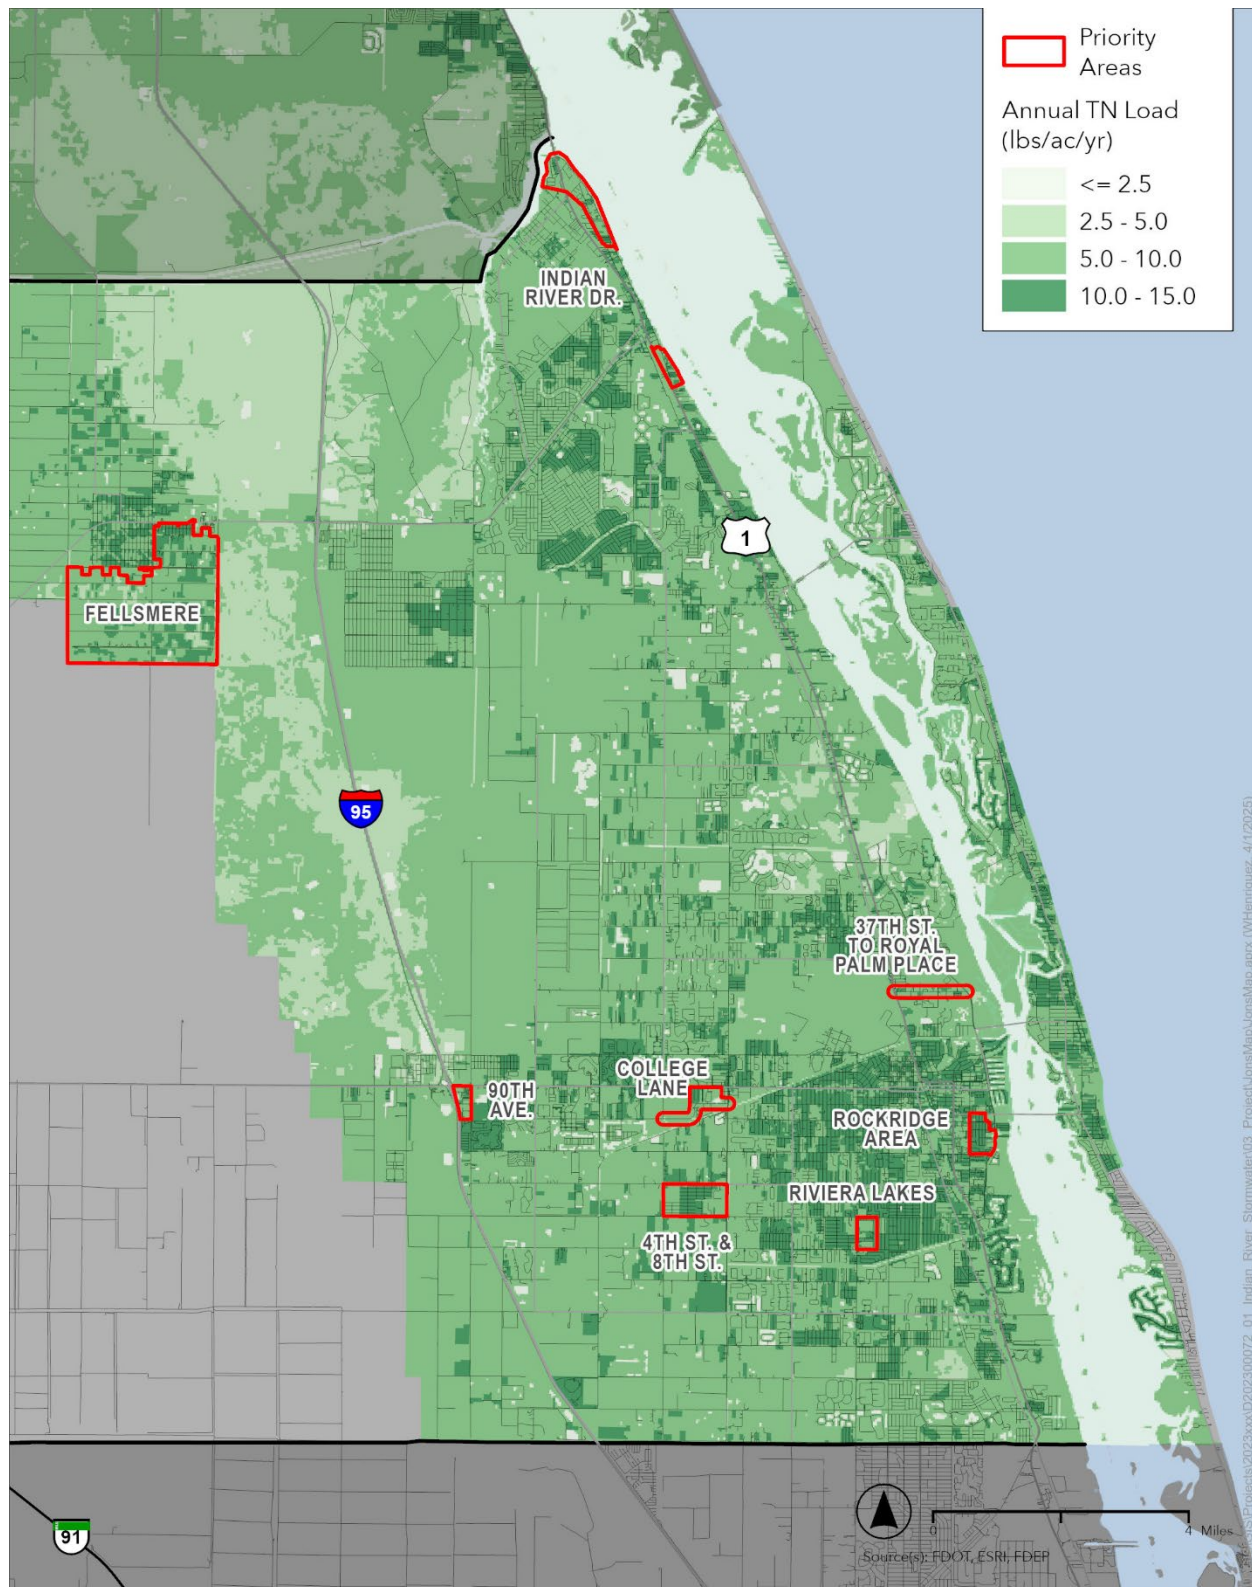 Priority
Areas
Annual TN Load
(lbs/ac/yr)
<= 2.5
2.5 - 5.0
5.0 - 10.0
10.0 - 15.0
INDIAN
RIVER DR.
1
FELLSMERE
95
37TH ST.
TO ROYAL
PALM PLACE
COLLEGE
LANE
90TH
AVE.
ROCKRIDGE
AREA
RIVIERA LAKES
4TH ST. &
8TH ST.
91
0
4 Miles
Source(s): FDOT, ESRI, FDEP